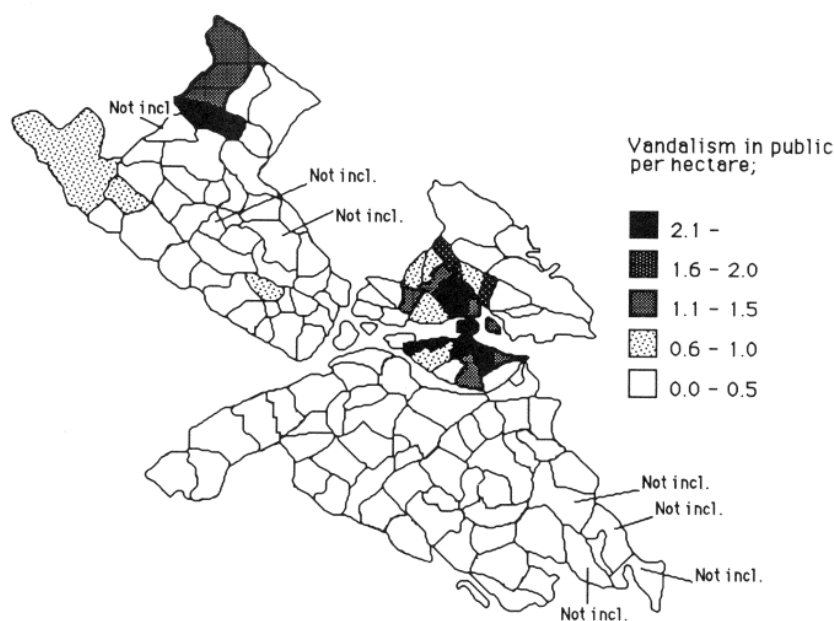 Not incl
Not incl.
Not incl.
Vandalism in public
per hectare;
2.1 -
1.6 - 2.0
1.1 - 1.5
0.6 - 1.0
0.0 - 0.5
Not incl.
Not incl.
Not incl.
Not incl.